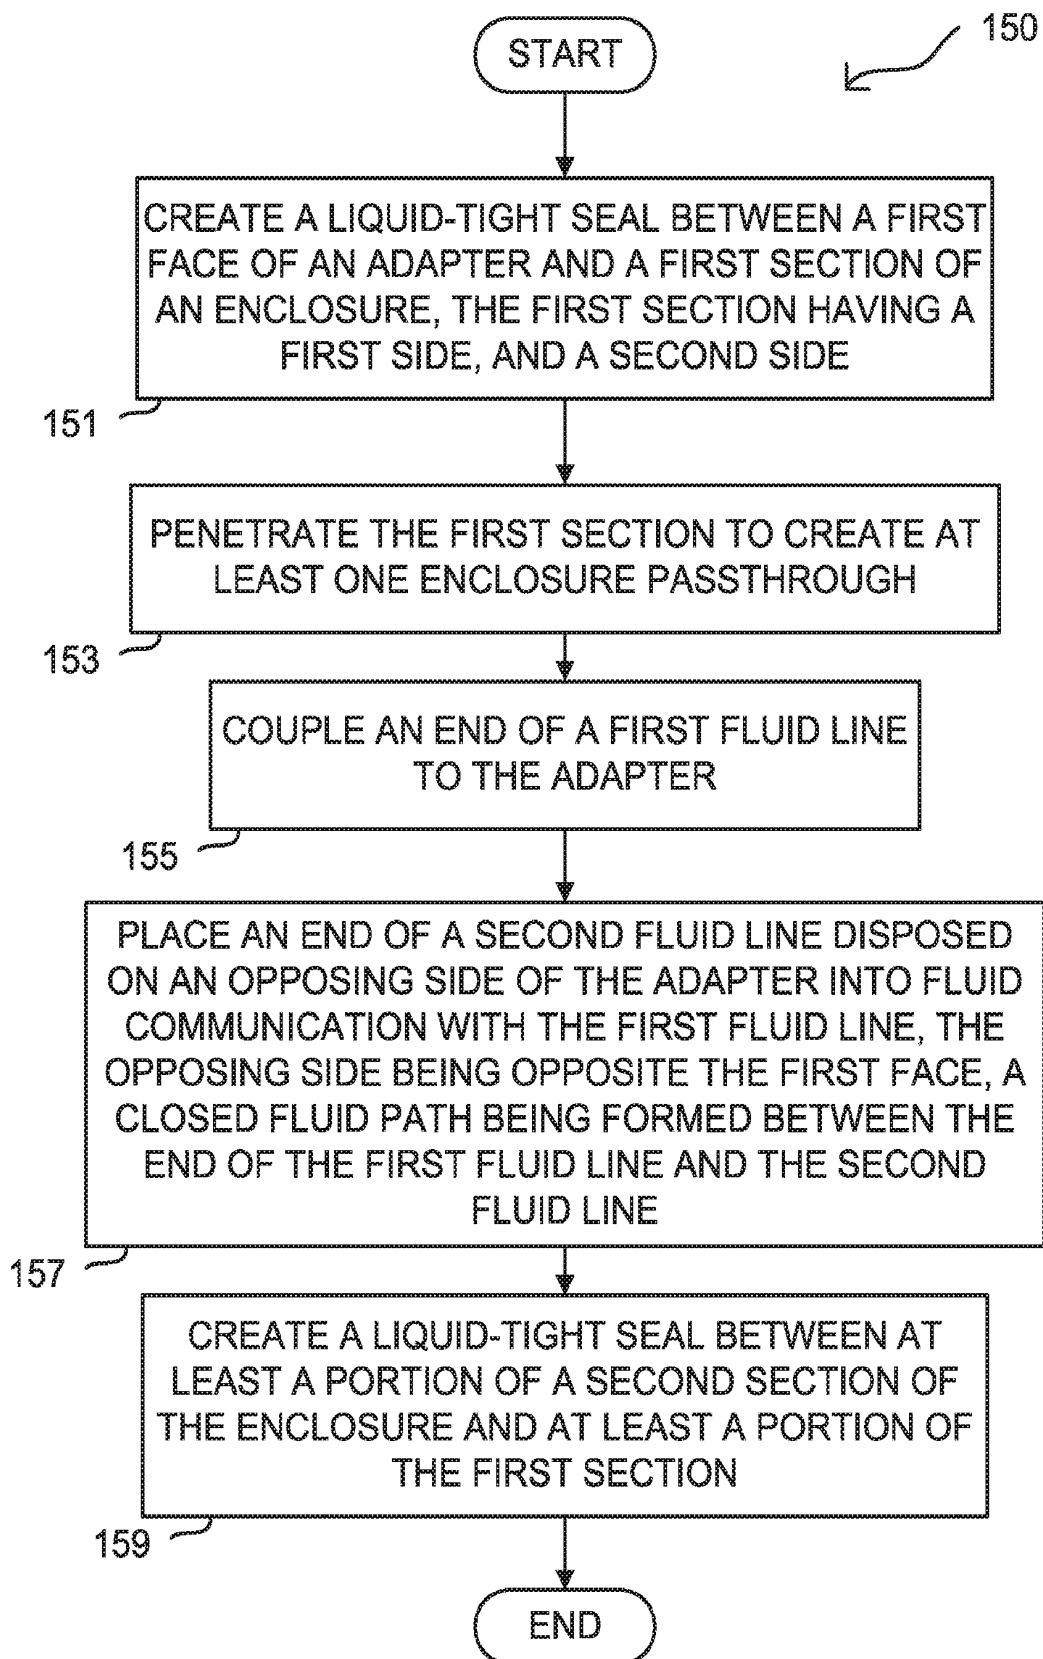 START
150
CREATE A LIQUID-TIGHT SEAL BETWEEN A FIRST
FACE OF AN ADAPTER AND A FIRST SECTION OF
AN ENCLOSURE, THE FIRST SECTION HAVING A
FIRST SIDE, AND A SECOND SIDE
151
PENETRATE THE FIRST SECTION TO CREATE AT
LEAST ONE ENCLOSURE PASSTHROUGH
153
COUPLE AN END OF A FIRST FLUID LINE
TO THE ADAPTER
155
PLACE AN END OF A SECOND FLUID LINE DISPOSED
ON AN OPPOSING SIDE OF THE ADAPTER INTO FLUID
COMMUNICATION WITH THE FIRST FLUID LINE, THE
OPPOSING SIDE BEING OPPOSITE THE FIRST FACE, A
CLOSED FLUID PATH BEING FORMED BETWEEN THE
END OF THE FIRST FLUID LINE AND THE SECOND
FLUID LINE
157
CREATE A LIQUID-TIGHT SEAL BETWEEN AT
LEAST A PORTION OF A SECOND SECTION OF
THE ENCLOSURE AND AT LEAST A PORTION OF
THE FIRST SECTION
159
END